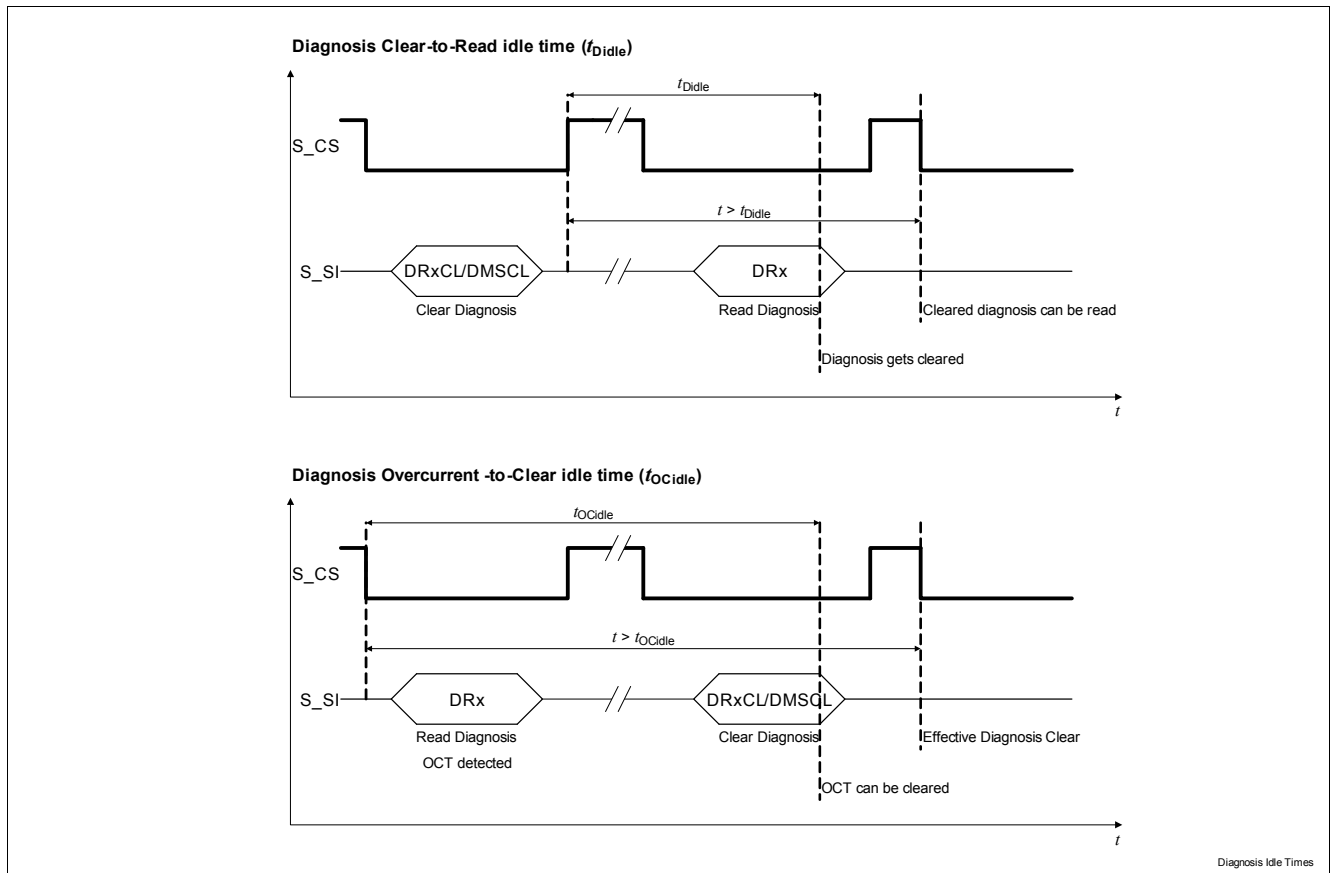 Diagnosis Clear-to-Read idle time (tDidle)
tDidle
S_CS
t > tDidle
S_SI
DRxCL/DMSCL
DRx
Clear Diagnosis
Read Diagnosis
Cleared diagnosis can be read
Diagnosis gets cleared
t
Diagnosis Overcurrent -to-Clear idle time (tOCidle)
tOCidle
S_CS
t > tOCidle
S_SI
DRx
DRxCL/DMSCL
Read Diagnosis
Clear Diagnosis
Effective Diagnosis Clear
OCT detected
OCT can be cleared
t
Diagnosis Idle Times